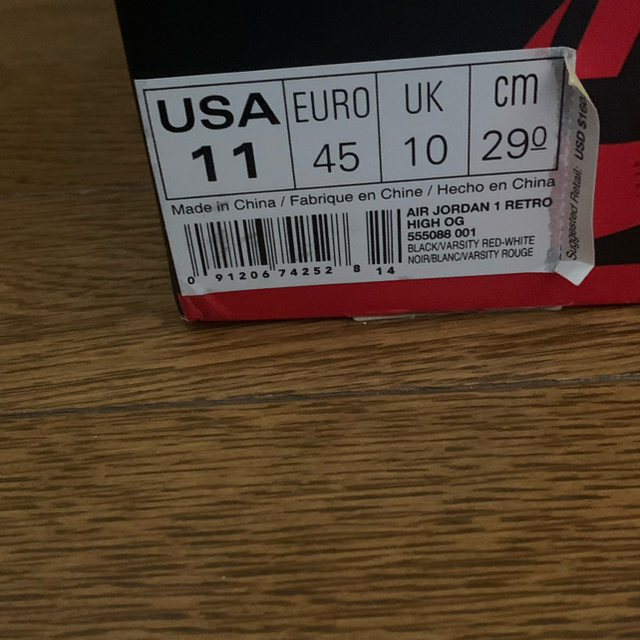 USA EURO UK cm
11 45 10 29º
Made in China / Fabrique en Chine / Hecho en China
AIR JORDAN 1 RETRO
HIGH OG
555088 001
BLACK/VARSITY RED-WHITE
NOIR/BLANC/VARSITY ROUGE
0 91206 74252 8 14
Suggested Retail: USD $160